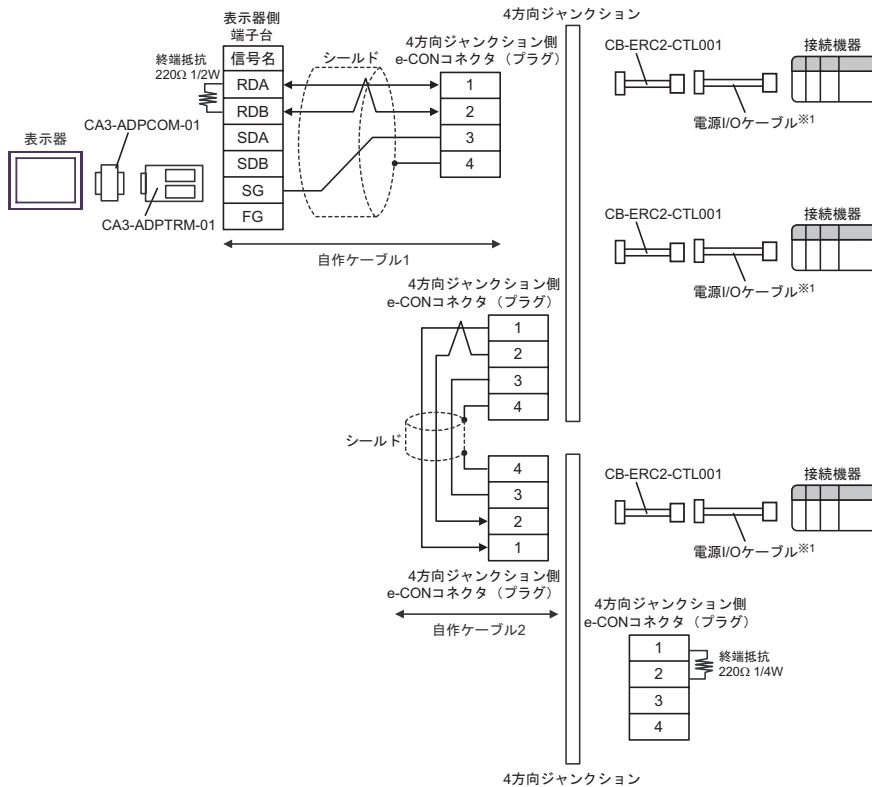 4方向ジャンクション
表示器側
端子台
信号名
RDA
RDB
SDA
SDB
SG
FG
終端抵抗
220Ω 1/2W
シールド
4方向ジャンクション側
e-CONコネクタ（プラグ）
1
2
3
4
表示器
CA3-ADPCOM-01
CA3-ADPTRM-01
自作ケーブル1
CB-ERC2-CTL001
接続機器
電源I/Oケーブル※1
CB-ERC2-CTL001
接続機器
電源I/Oケーブル※1
4方向ジャンクション側
e-CONコネクタ（プラグ）
1
2
3
4
シールド
4
3
2
1
4方向ジャンクション側
e-CONコネクタ（プラグ）
自作ケーブル2
CB-ERC2-CTL001
接続機器
電源I/Oケーブル※1
4方向ジャンクション側
e-CONコネクタ（プラグ）
1
2
3
4
終端抵抗
220Ω 1/4W
4方向ジャンクション